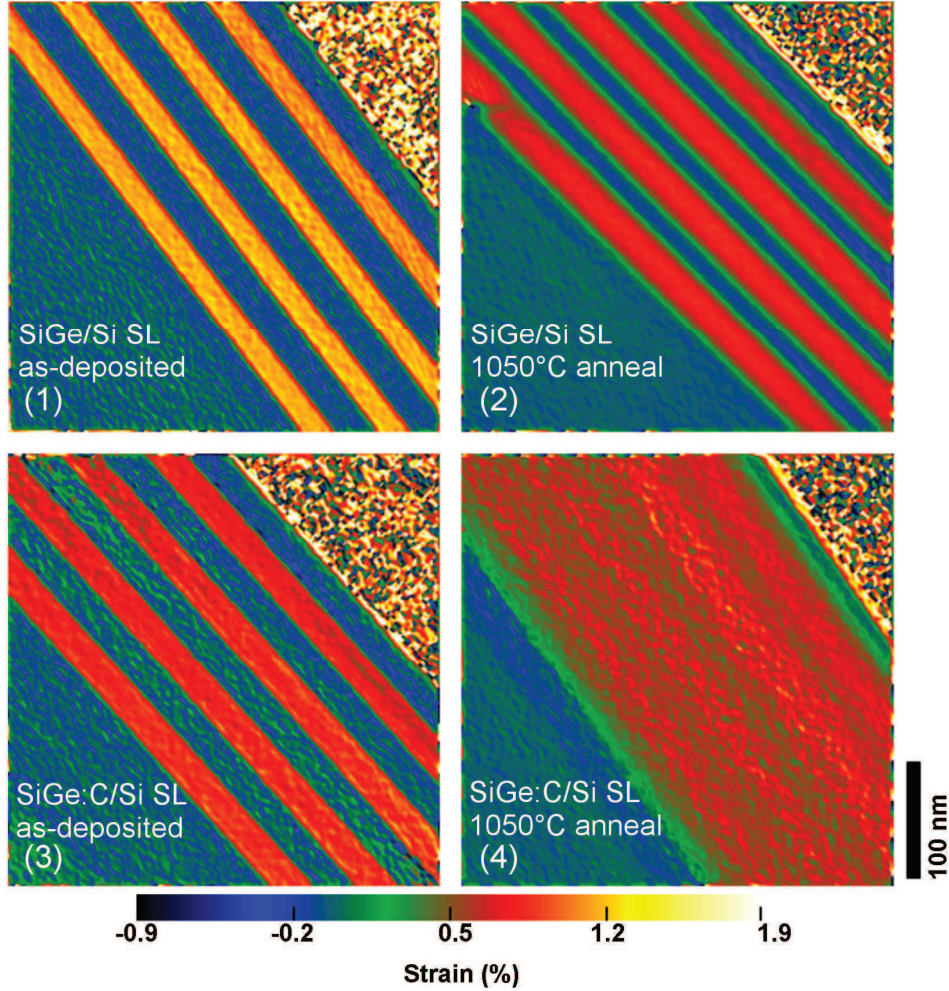 SiGe/Si SL
as-deposited
(1)
SiGe/Si SL
1050°C anneal
(2)
SiGe:C/Si SL
as-deposited
(3)
SiGe:C/Si SL
1050°C anneal
(4)
100 nm
-0.9 -0.2 0.5 1.2 1.9
Strain (%)